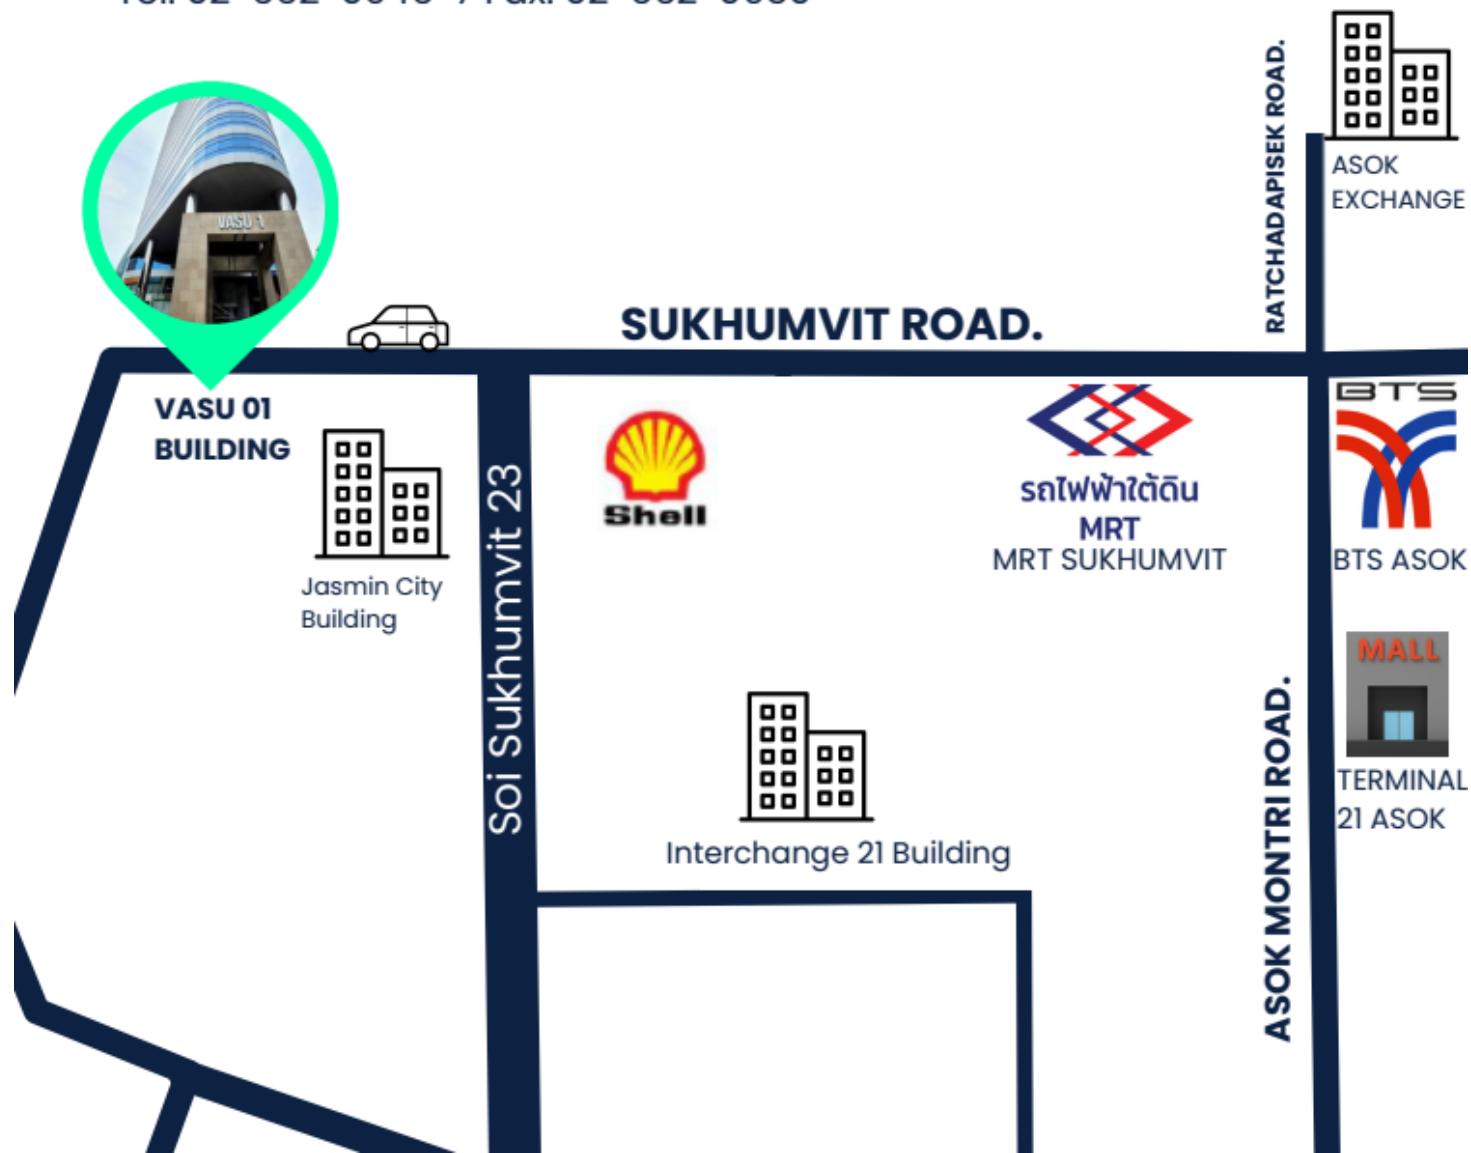 RATCHADAPISEK ROAD.
ASOK
EXCHANGE
VASU 1
SUKHUMVIT ROAD.
VASU 01
BUILDING
Jasmin City
Building
Soi Sukhumvit 23
Shell
รถไฟฟ้าใต้ดิน
MRT
MRT SUKHUMVIT
BTS
BTS ASOK
MALL
TERMINAL
21 ASOK
Interchange 21 Building
ASOK MONTRI ROAD.